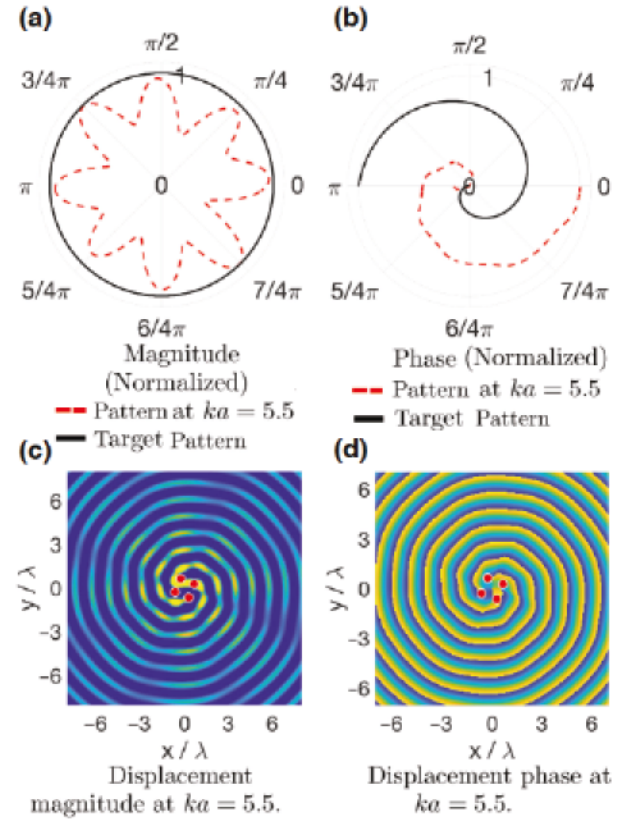 (a)
π/2
3/4π
1
π/4
π
0
0
5/4π
7/4π
6/4π
Magnitude
(Normalized)
Pattern at ka = 5.5
Target Pattern
(b)
π/2
3/4π
1
π/4
π
0
0
5/4π
7/4π
6/4π
Phase (Normalized)
Pattern at ka = 5.5
Target Pattern
(c)
6
3
0
−3
−6
y / λ
−6 −3 0 3 6
x / λ
Displacement
magnitude at ka = 5.5.
(d)
6
3
0
−3
−6
y / λ
−6 −3 0 3 6
x / λ
Displacement phase at
ka = 5.5.